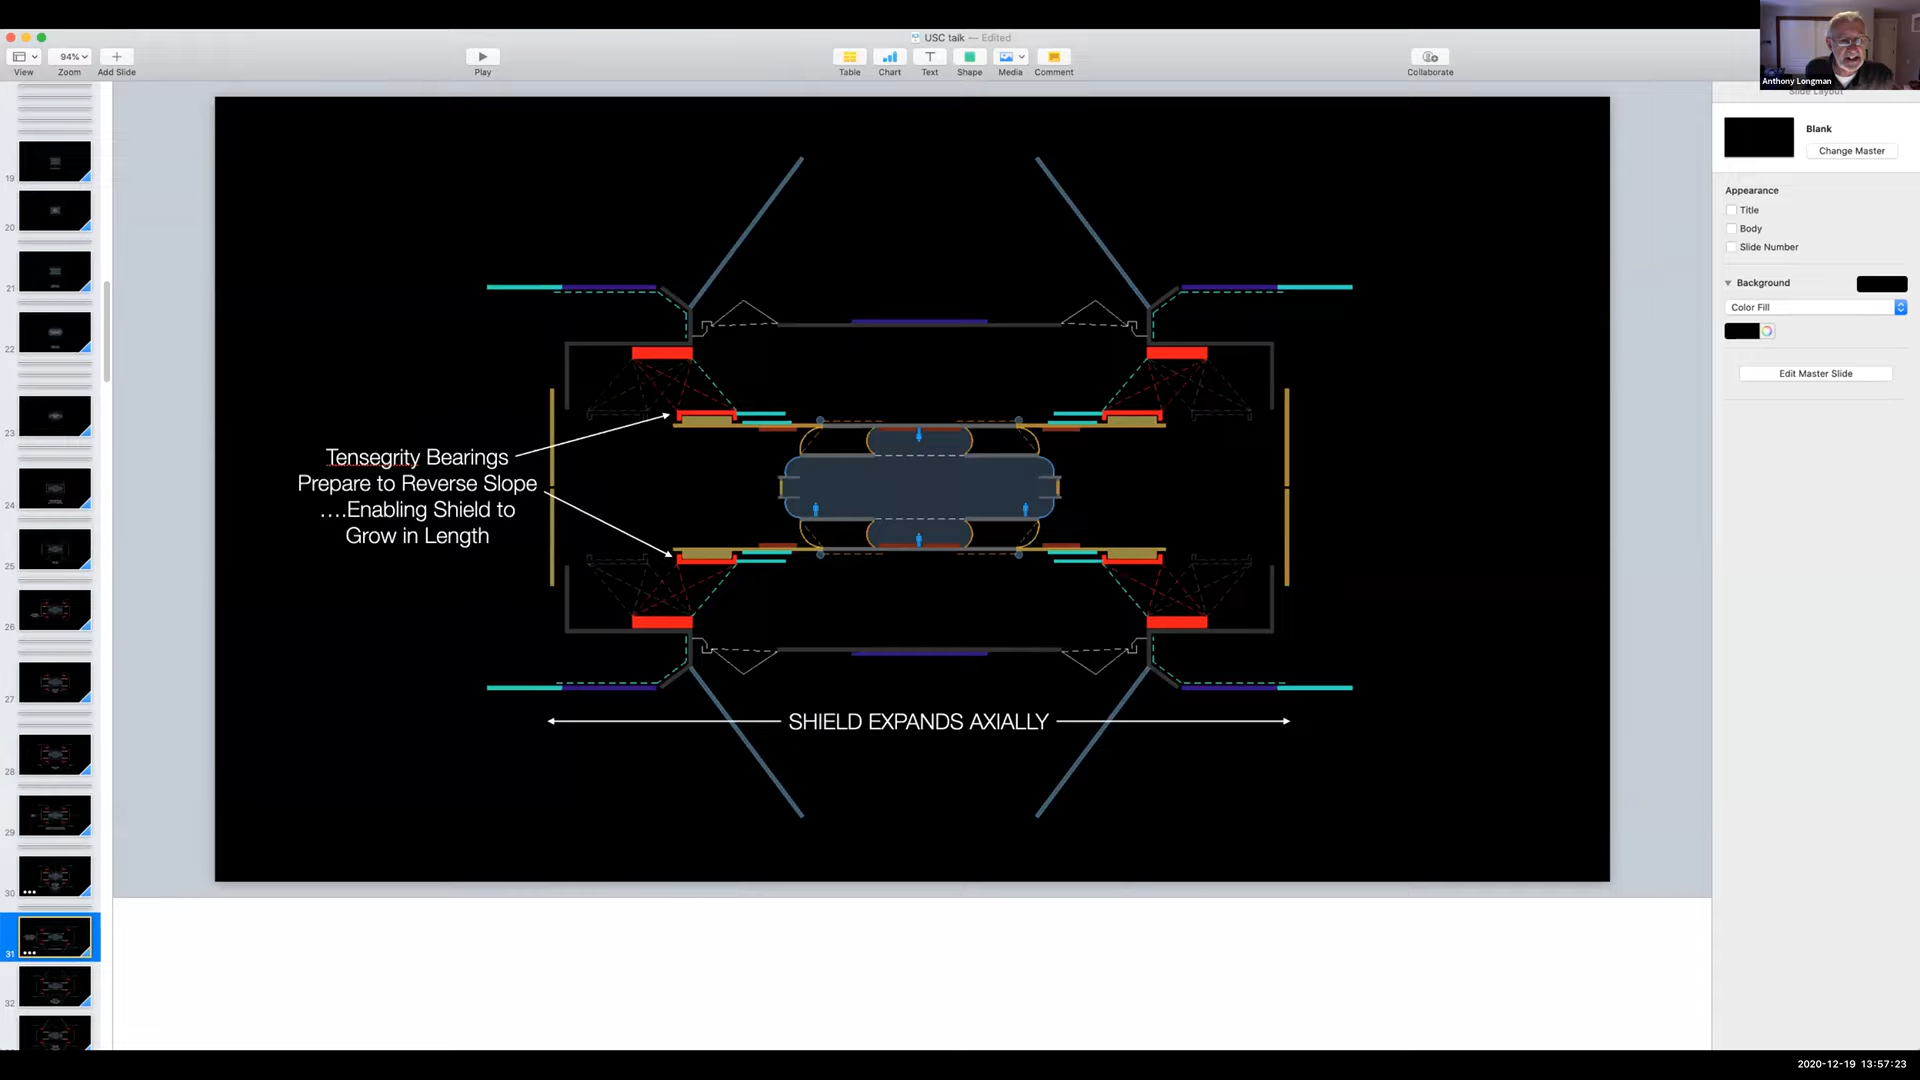 USC talk — Edited
View
94%
Zoom
Add Slide
Play
Table
Chart
Text
Shape
Media
Comment
Collaborate
Anthony Longman
Slide Layout
Blank
Change Master
Appearance
Title
Body
Slide Number
Background
Color Fill
Edit Master Slide
19
20
21
22
23
24
25
26
27
28
29
30
31
32
Tensegrity Bearings
Prepare to Reverse Slope
….Enabling Shield to
Grow in Length
SHIELD EXPANDS AXIALLY
2020-12-19 13:57:23